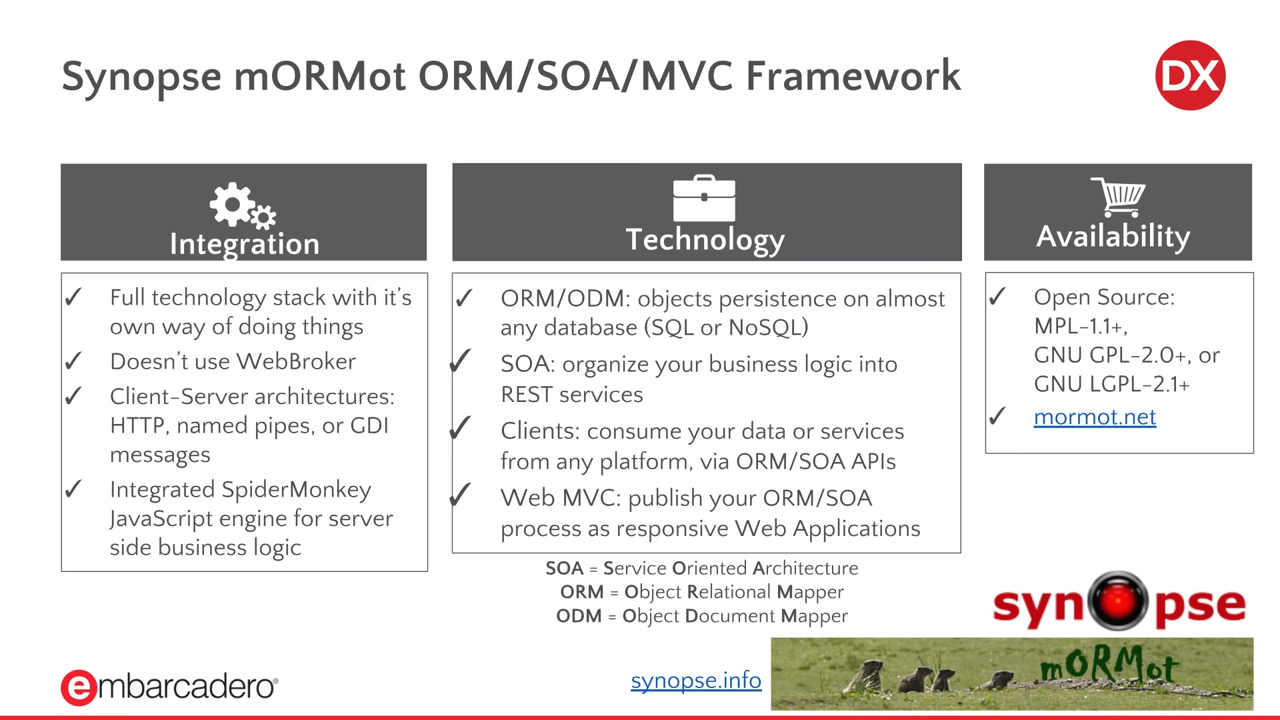 Synopse mORMot ORM/SOA/MVC Framework
DX
Integration
✓ Full technology stack with it's
own way of doing things
✓ Doesn't use WebBroker
✓ Client-Server architectures:
HTTP, named pipes, or GDI
messages
✓ Integrated SpiderMonkey
JavaScript engine for server
side business logic
Technology
✓ ORM/ODM: objects persistence on almost
any database (SQL or NoSQL)
✓ SOA: organize your business logic into
REST services
✓ Clients: consume your data or services
from any platform, via ORM/SOA APIs
✓ Web MVC: publish your ORM/SOA
process as responsive Web Applications
SOA = Service Oriented Architecture
ORM = Object Relational Mapper
ODM = Object Document Mapper
Availability
✓ Open Source:
MPL-1.1+,
GNU GPL-2.0+, or
GNU LGPL-2.1+
✓ mormot.net
synopse
mORMot
embarcadero®
synopse.info